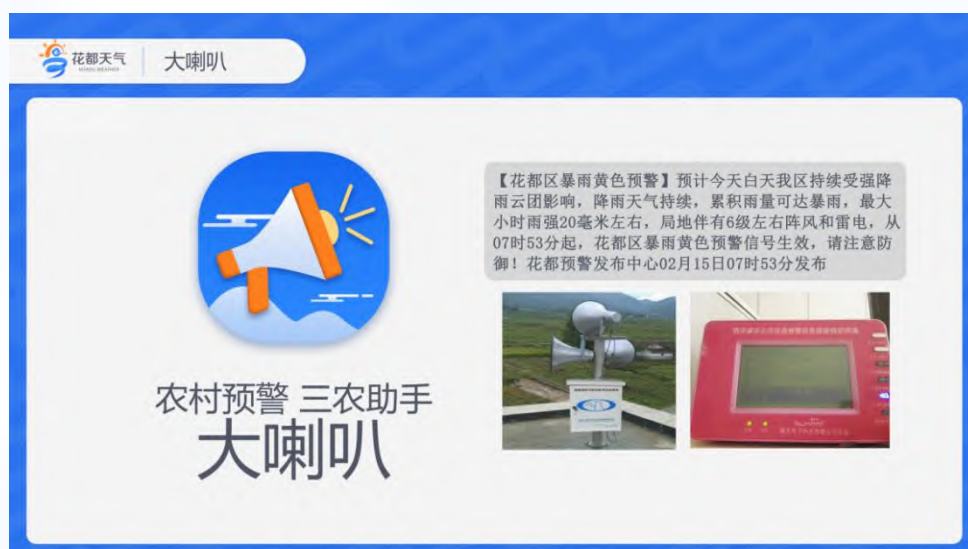 花都天气
大喇叭
【花都区暴雨黄色预警】预计今天白天我区持续受强降
雨云团影响，降雨天气持续，累积雨量可达暴雨，最大
小时雨强20毫米左右，局地伴有6级左右阵风和雷电，从
07时53分起，花都区暴雨黄色预警信号生效，请注意防
御！花都预警发布中心02月15日07时53分发布
农村预警 三农助手
大喇叭